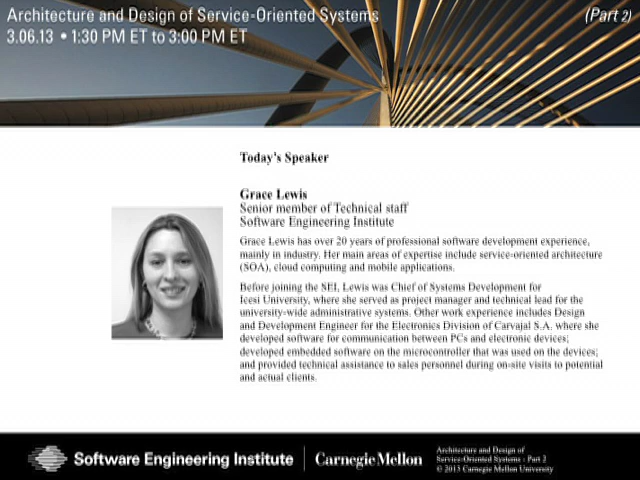 Architecture and Design of Service-Oriented Systems (Part 2)
3.06.13 • 1:30 PM ET to 3:00 PM ET
Today's Speaker
Grace Lewis
Senior member of Technical staff
Software Engineering Institute
Grace Lewis has over 20 years of professional software development experience,
mainly in industry. Her main areas of expertise include service-oriented architecture
(SOA), cloud computing and mobile applications.
Before joining the SEI, Lewis was Chief of Systems Development for
Icesi University, where she served as project manager and technical lead for the
university-wide administrative systems. Other work experience includes Design
and Development Engineer for the Electronics Division of Carvajal S.A. where she
developed software for communication between PCs and electronic devices;
developed embedded software on the microcontroller that was used on the devices;
and provided technical assistance to sales personnel during on-site visits to potential
and actual clients.
Software Engineering Institute
Carnegie Mellon
Architecture and Design of
Service-Oriented Systems - Part 2
© 2013 Carnegie Mellon University